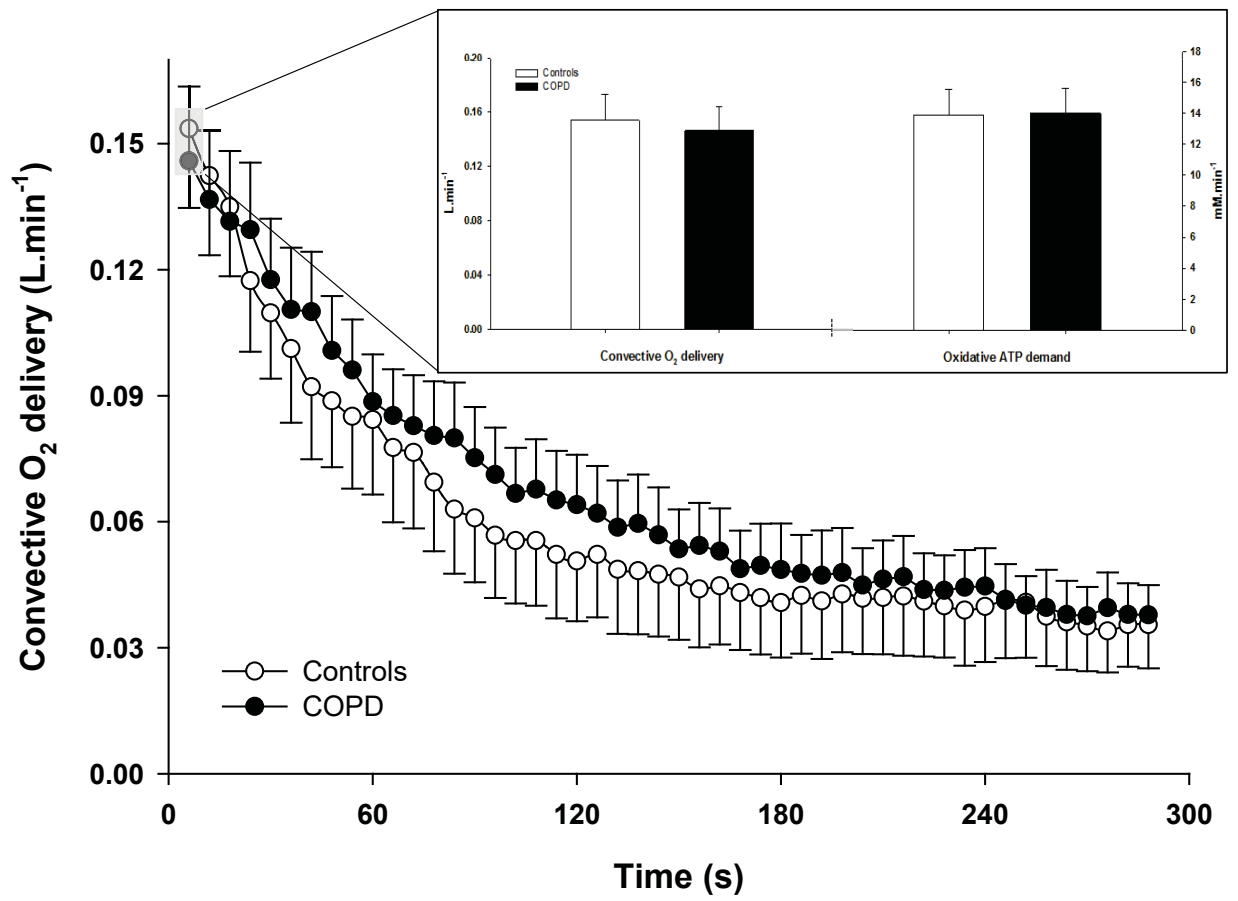 0.20
0.16
0.12
0.08
0.04
0.00
L.min⁻¹
Controls
COPD
18
16
14
12
10
8
6
4
2
0
mM.min⁻¹
Convective O₂ delivery
Oxidative ATP demand
Convective O₂ delivery (L.min⁻¹)
0.15
0.12
0.09
0.06
0.03
0.00
Controls
COPD
0
60
120
180
240
300
Time (s)